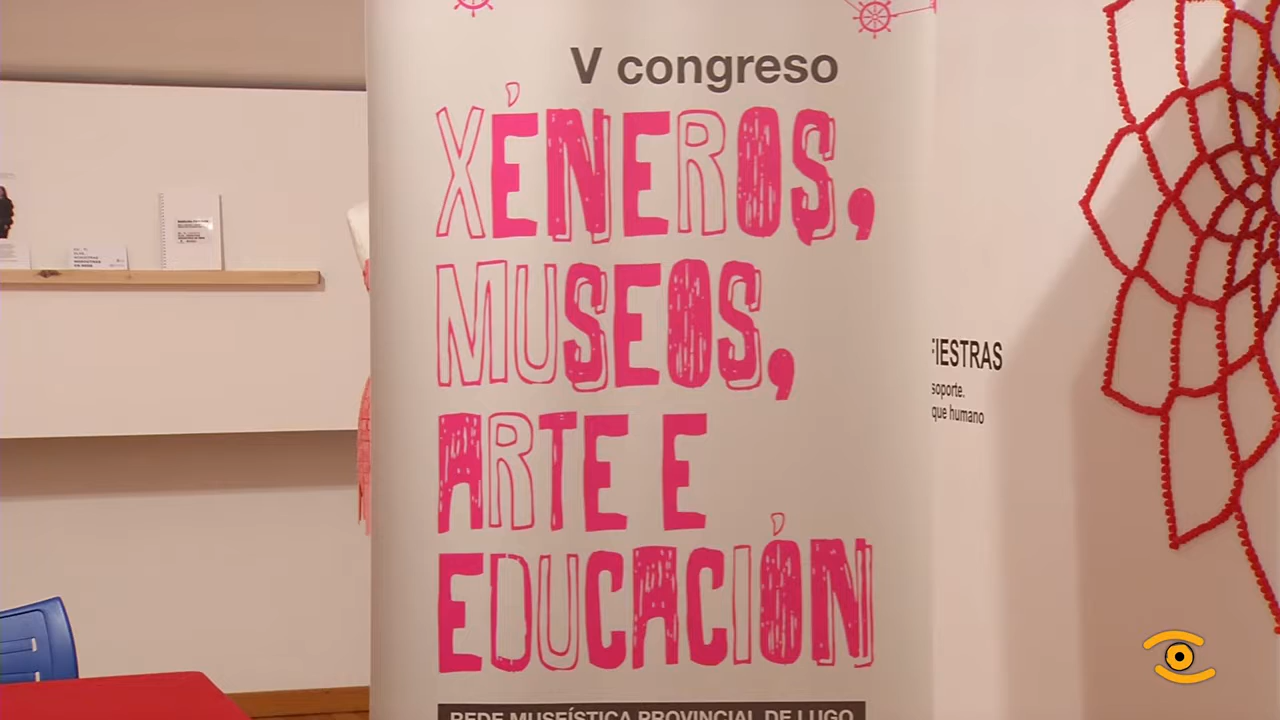 V congreso
XÉNEROS,
MUSEOS,
ARTE E
EDUCACIÓN
REDE MUSEÍSTICA PROVINCIAL DE LUGO
FIESTRAS
soporte.
que humano